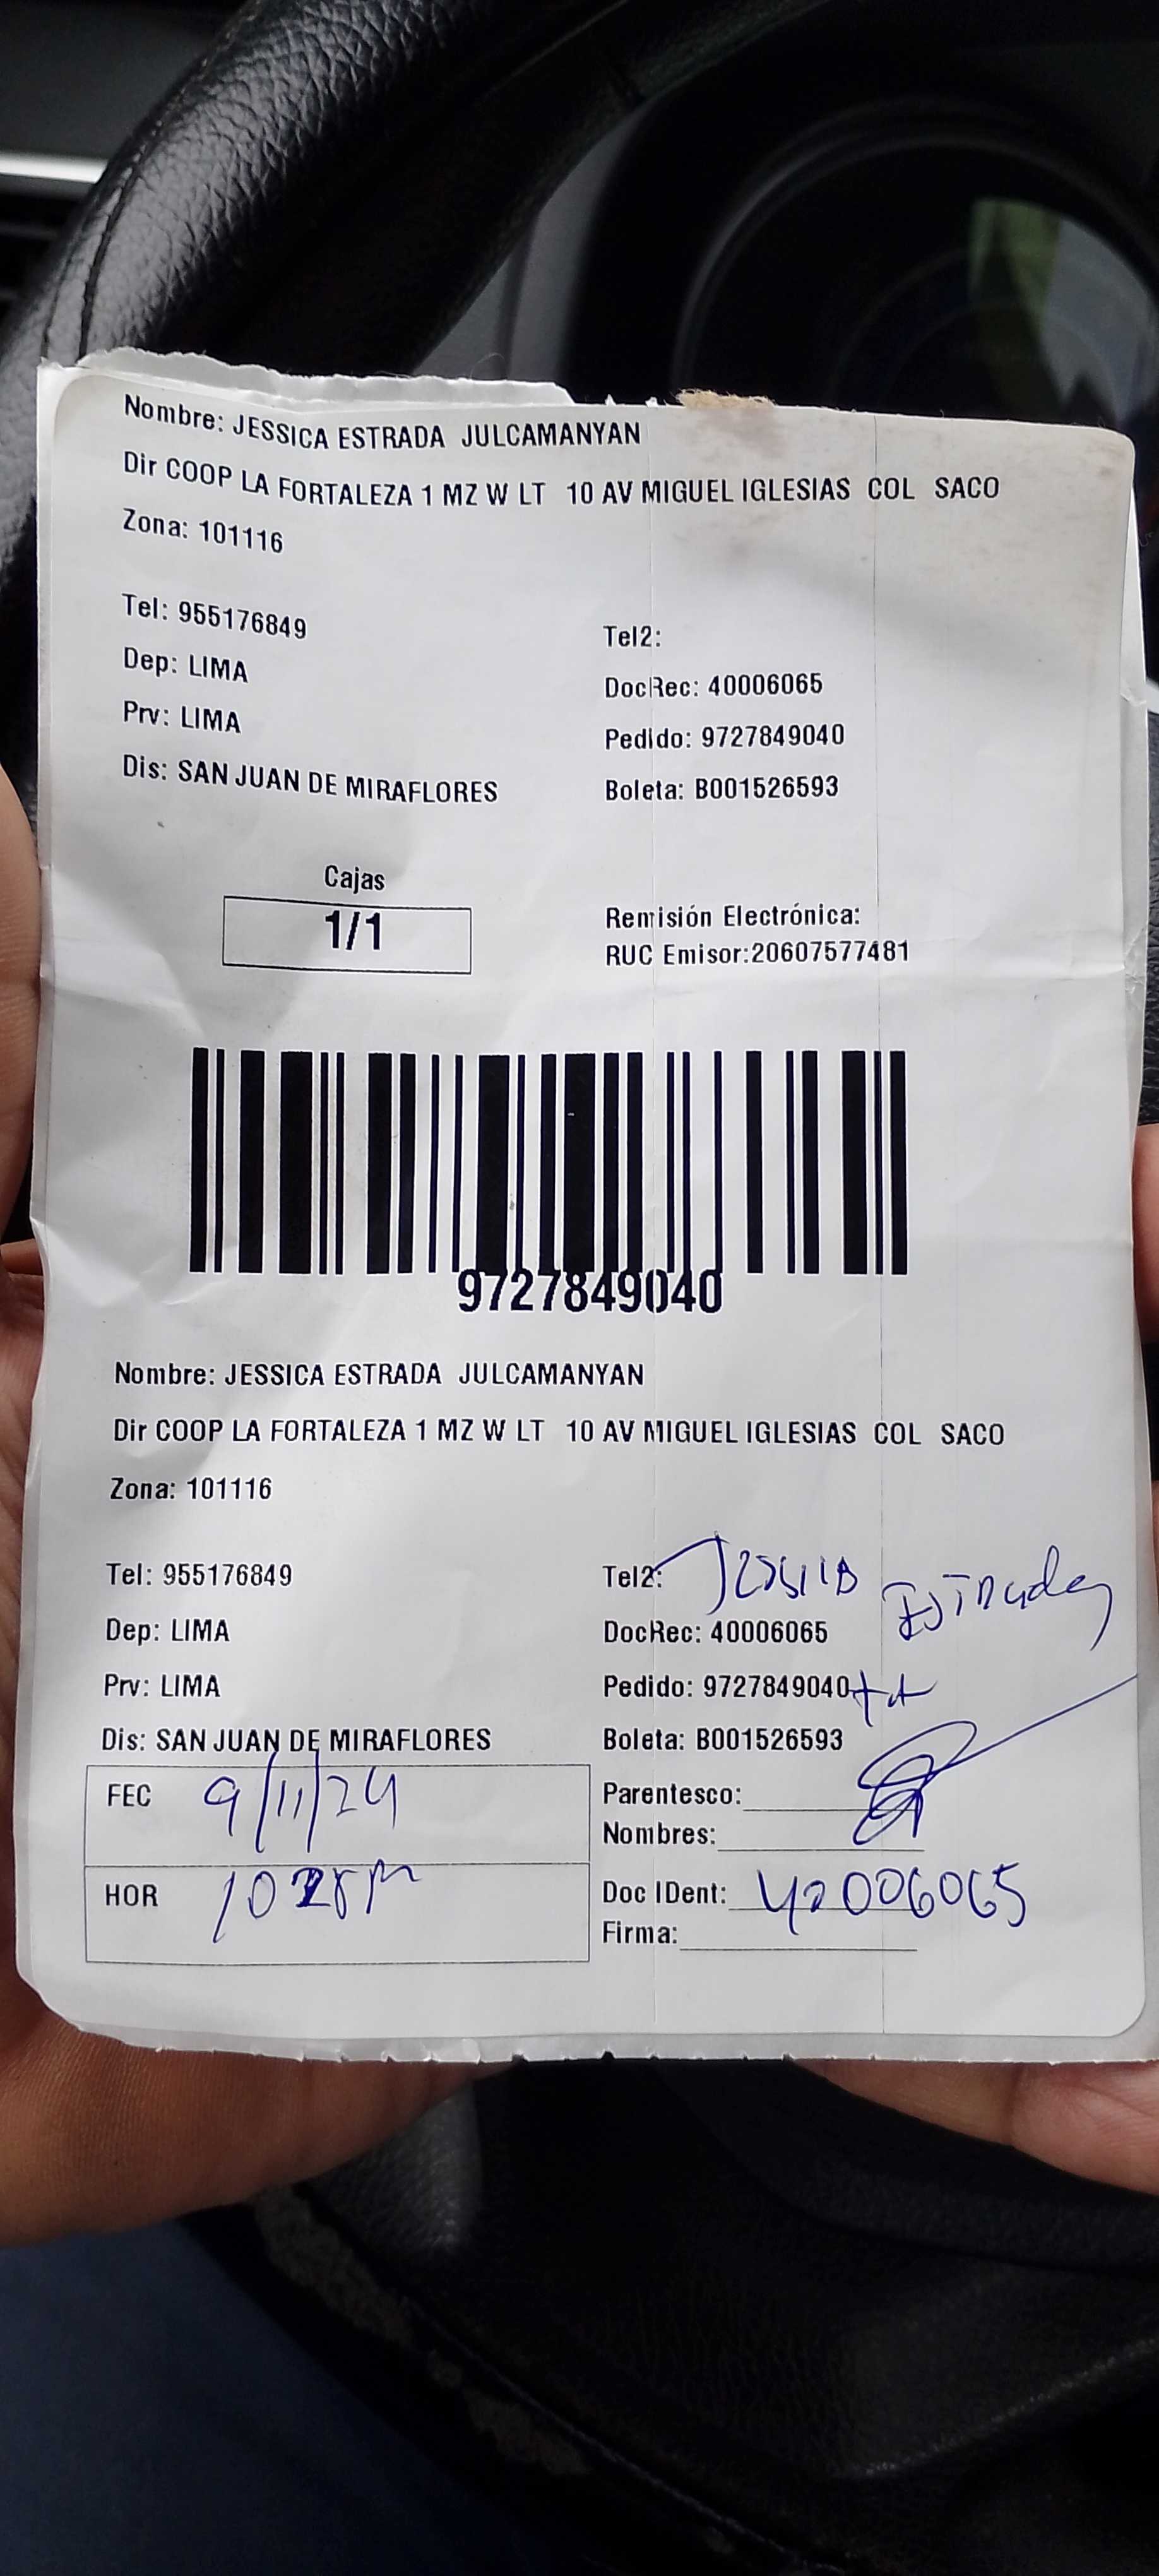 Nombre: JESSICA ESTRADA JULCAMANYAN
Dir COOP LA FORTALEZA 1 MZ W LT 10 AV MIGUEL IGLESIAS COL SACO
Zona: 101116
Tel: 955176849 Tel2:
Dep: LIMA DocRec: 40006065
Prv: LIMA Pedido: 9727849040
Dis: SAN JUAN DE MIRAFLORES Boleta: B001526593
Cajas
1/1
Remisión Electrónica:
RUC Emisor:20607577481
9727849040
Nombre: JESSICA ESTRADA JULCAMANYAN
Dir COOP LA FORTALEZA 1 MZ W LT 10 AV MIGUEL IGLESIAS COL SACO
Zona: 101116
Tel: 955176849 Tel2:
Dep: LIMA DocRec: 40006065
Prv: LIMA Pedido: 9727849040
Dis: SAN JUAN DE MIRAFLORES Boleta: B001526593
FEC 9/11/24 Parentesco:
Nombres:
HOR Doc IDent: 40006065
Firma: